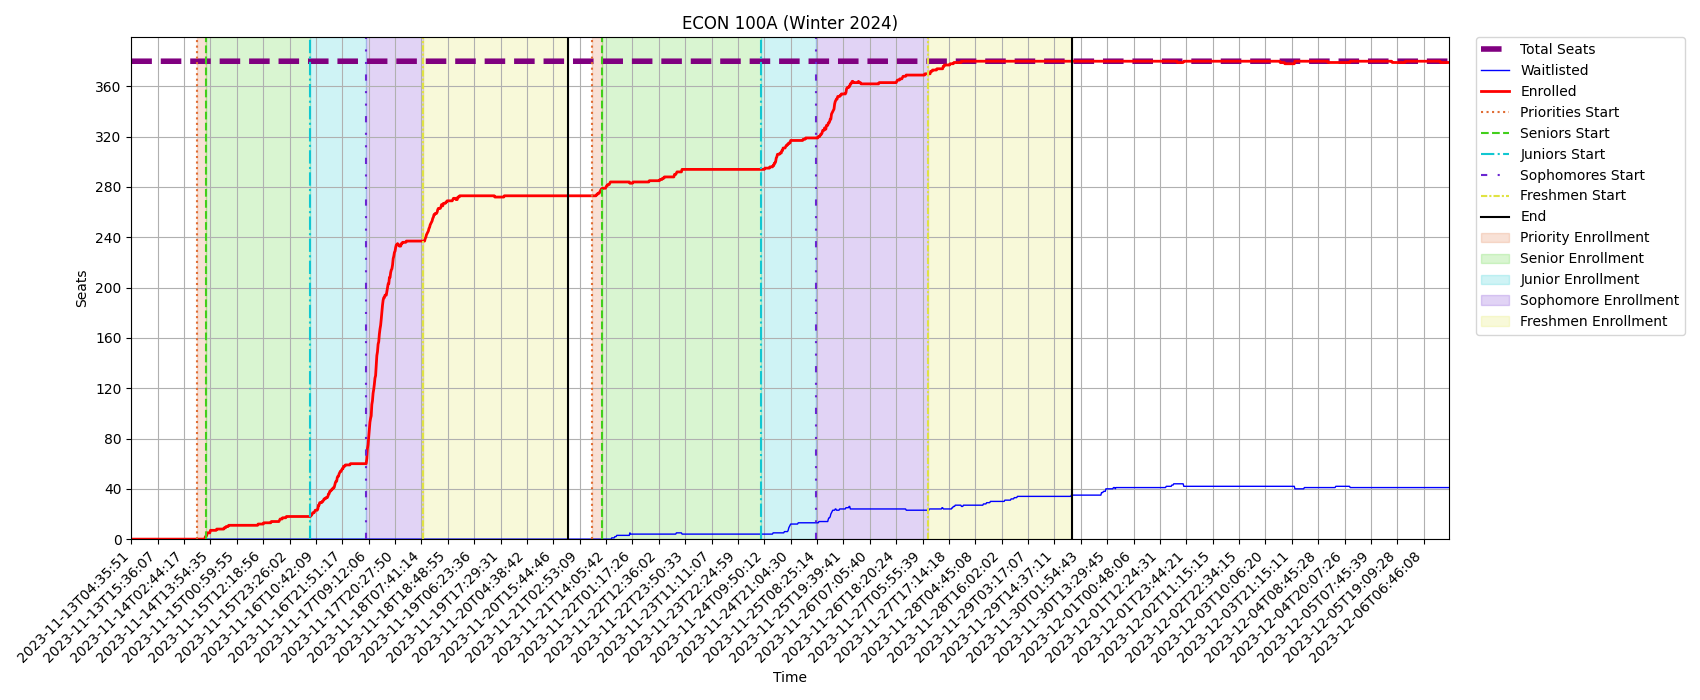 ECON 100A (Winter 2024)
Seats
360
320
280
240
200
160
120
80
40
0
2023-11-13T04:35:51
2023-11-13T15:36:07
2023-11-14T02:44:17
2023-11-14T13:54:35
2023-11-15T00:59:55
2023-11-15T12:18:56
2023-11-15T23:26:02
2023-11-16T10:42:09
2023-11-16T21:51:17
2023-11-17T09:12:06
2023-11-17T20:27:50
2023-11-18T07:41:14
2023-11-18T18:48:55
2023-11-19T06:23:36
2023-11-19T17:29:31
2023-11-20T04:38:42
2023-11-20T15:44:46
2023-11-21T02:53:09
2023-11-21T14:05:42
2023-11-22T01:17:26
2023-11-22T12:36:02
2023-11-22T23:50:33
2023-11-23T11:11:07
2023-11-23T22:24:59
2023-11-24T09:50:12
2023-11-24T21:04:30
2023-11-25T08:25:14
2023-11-25T19:39:41
2023-11-26T07:05:40
2023-11-26T18:20:24
2023-11-27T05:55:39
2023-11-27T17:14:18
2023-11-28T04:45:08
2023-11-28T16:02:02
2023-11-29T03:17:07
2023-11-29T14:37:11
2023-11-30T01:54:43
2023-11-30T13:29:45
2023-12-01T00:48:06
2023-12-01T12:24:31
2023-12-01T23:44:21
2023-12-02T11:15:15
2023-12-02T22:34:15
2023-12-03T10:06:20
2023-12-03T21:15:11
2023-12-04T08:45:28
2023-12-04T20:07:26
2023-12-05T07:45:39
2023-12-05T19:09:28
2023-12-06T06:46:08
Time
Total Seats
Waitlisted
Enrolled
Priorities Start
Seniors Start
Juniors Start
Sophomores Start
Freshmen Start
End
Priority Enrollment
Senior Enrollment
Junior Enrollment
Sophomore Enrollment
Freshmen Enrollment